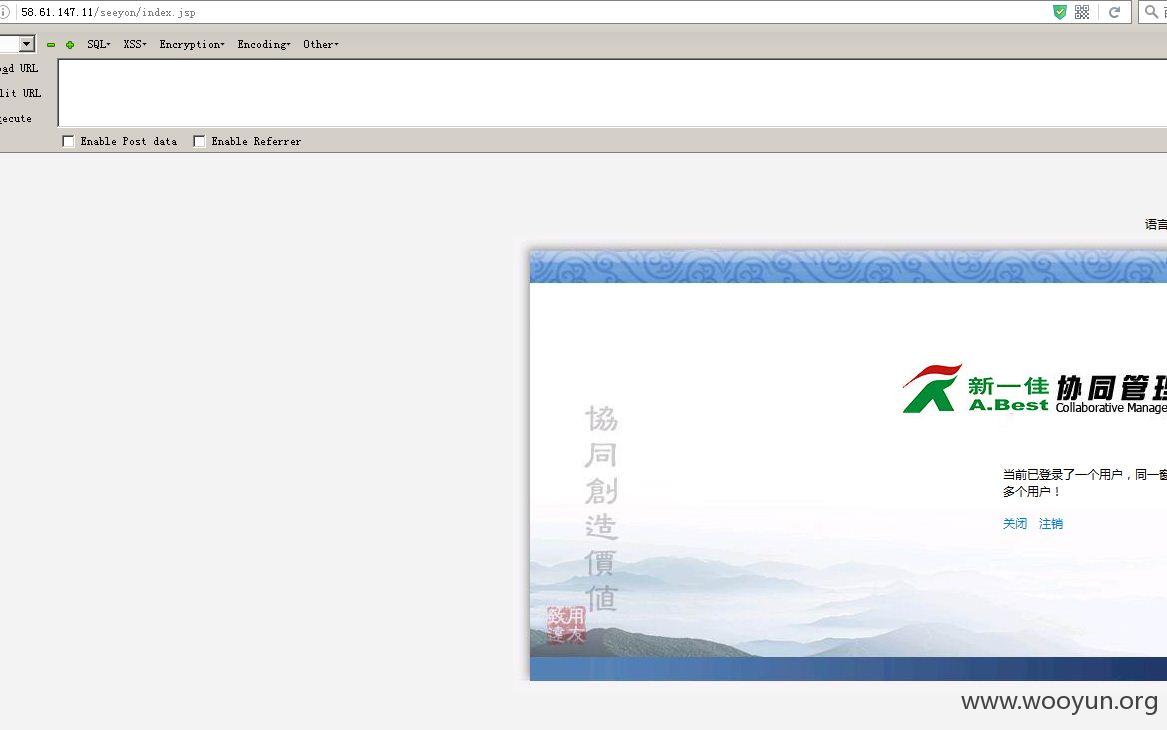 58.61.147.11/seeyon/index.jsp
SQL XSS Encryption Encoding Other
ad URL
lit URL
ecute
Enable Post data Enable Referrer
语言
新一佳 协同管理
A.Best Collaborative Manage
協同創造價值
当前已登录了一个用户，同一窗
多个用户！
关闭 注销
用友致遠
www.wooyun.org